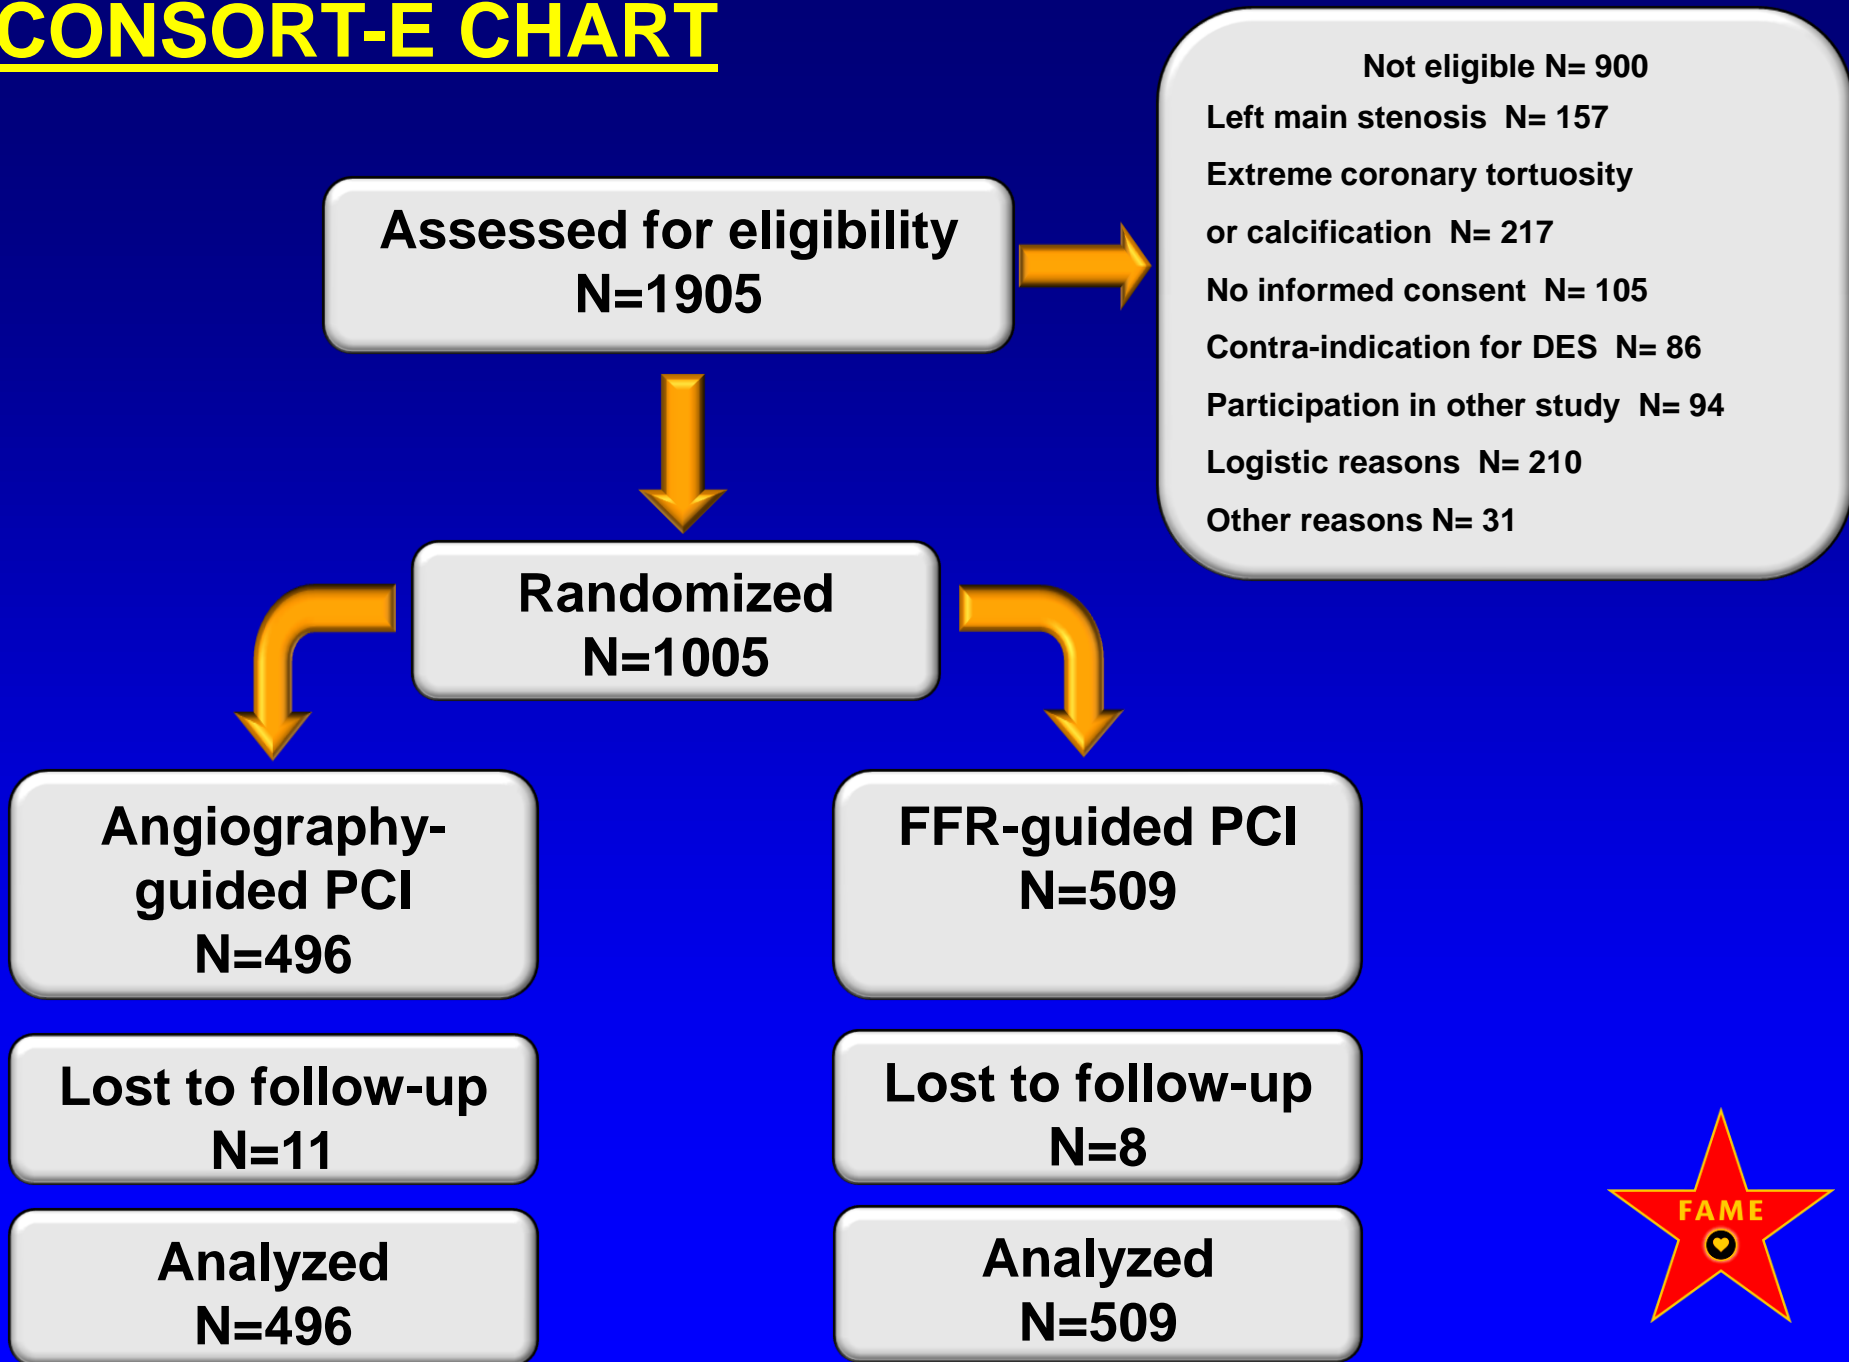 CONSORT-E CHART
Not eligible N= 900
Left main stenosis N= 157
Extreme coronary tortuosity
or calcification N= 217
No informed consent N= 105
Contra-indication for DES N= 86
Participation in other study N= 94
Logistic reasons N= 210
Other reasons N= 31
Assessed for eligibility
N=1905
Randomized
N=1005
Angiography-
guided PCI
N=496
FFR-guided PCI
N=509
Lost to follow-up
N=11
Lost to follow-up
N=8
Analyzed
N=496
Analyzed
N=509
FAME